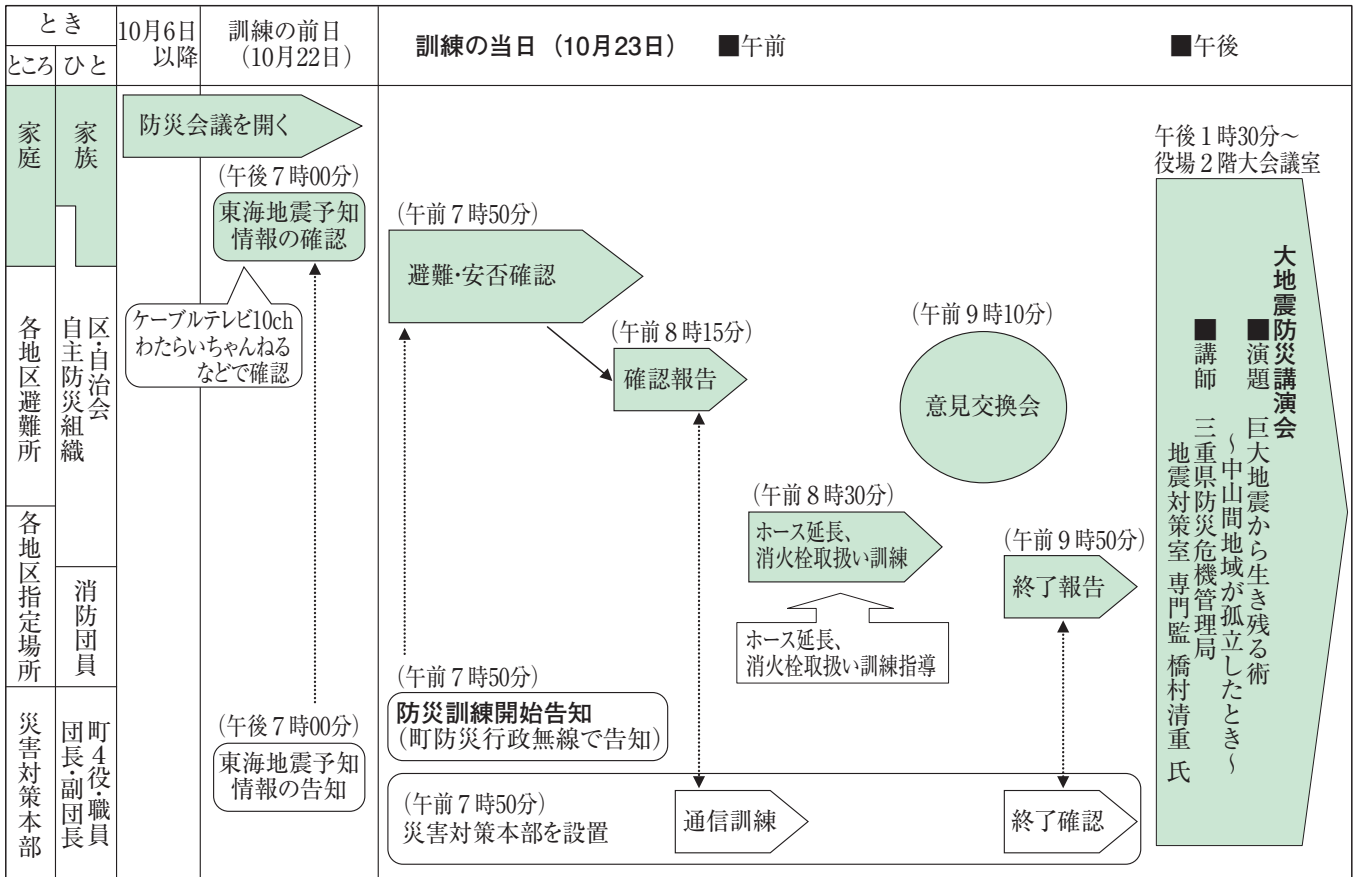 とき
ところ
ひと
10月6日
以降
訓練の前日
(10月22日)
訓練の当日(10月23日) ■午前
■午後
家庭
家族
各地区避難所
区・自治会
自主防災組織
各地区指定場所
消防団員
災害対策本部
町4役・職員
団長・副団長
防災会議を開く
(午後7時00分)
東海地震予知
情報の確認
ケーブルテレビ10ch
わたらいちゃんねる
などで確認
(午後7時00分)
東海地震予知
情報の告知
(午前7時50分)
避難・安否確認
(午前8時15分)
確認報告
(午前8時30分)
ホース延長、
消火栓取扱い訓練
ホース延長、
消火栓取扱い訓練指導
(午前9時10分)
意見交換会
(午前9時50分)
終了報告
(午前7時50分)
防災訓練開始告知
(町防災行政無線で告知)
(午前7時50分)
災害対策本部を設置
通信訓練
終了確認
午後1時30分～
役場2階大会議室
大地震防災講演会
■演題 巨大地震から生き残る術
～中山間地域が孤立したとき～
■講師 三重県防災危機管理局
地震対策室 専門監 橋村清重 氏